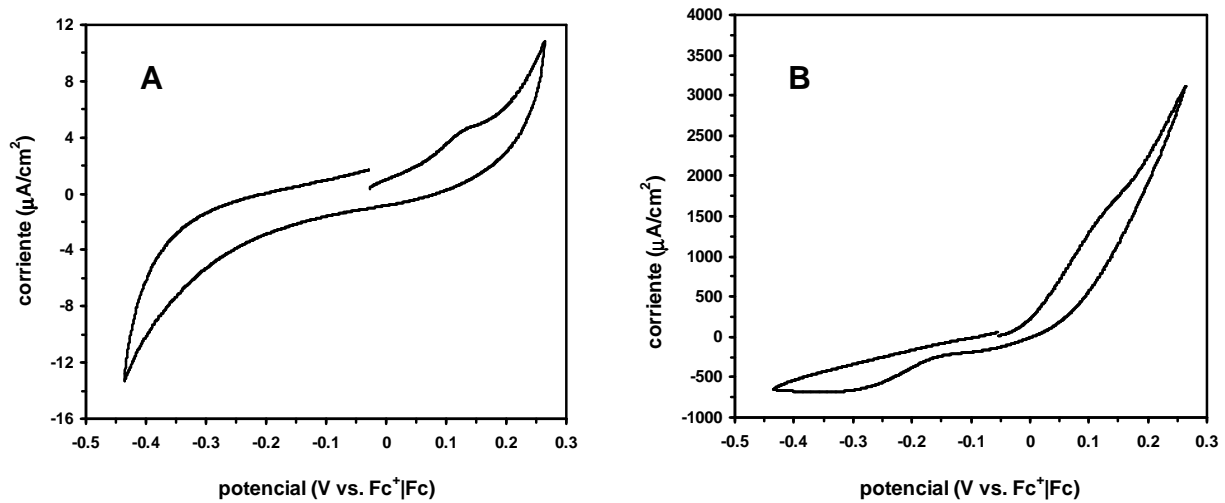 A
12
8
4
0
-4
-8
-12
-16
corriente (μA/cm²)
-0.5 -0.4 -0.3 -0.2 -0.1 0 0.1 0.2 0.3
potencial (V vs. Fc⁺|Fc)
B
4000
3500
3000
2500
2000
1500
1000
500
0
-500
-1000
corriente (μA/cm²)
-0.5 -0.4 -0.3 -0.2 -0.1 0 0.1 0.2 0.3
potencial (V vs. Fc⁺|Fc)